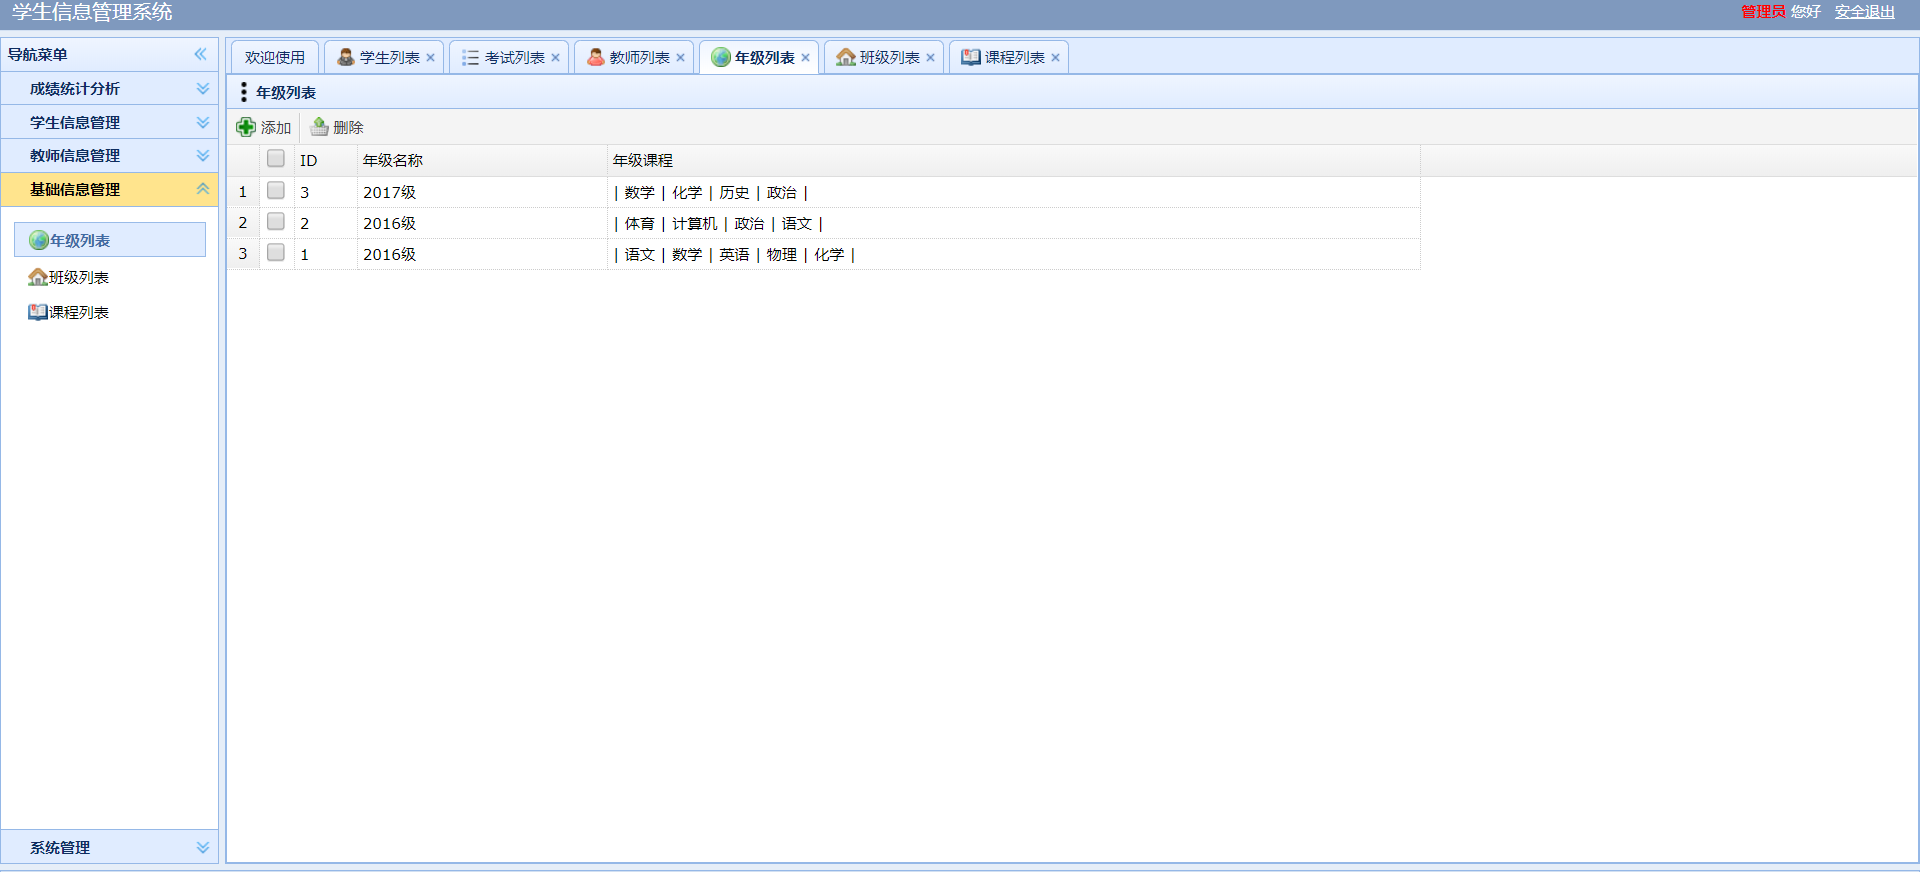 学生信息管理系统
管理员 您好 安全退出
导航菜单
成绩统计分析
学生信息管理
教师信息管理
基础信息管理
年级列表
班级列表
课程列表
系统管理
欢迎使用 学生列表 考试列表 教师列表 年级列表 班级列表 课程列表
年级列表
添加 删除
ID 年级名称 年级课程
1 3 2017级 | 数学 | 化学 | 历史 | 政治 |
2 2 2016级 | 体育 | 计算机 | 政治 | 语文 |
3 1 2016级 | 语文 | 数学 | 英语 | 物理 | 化学 |